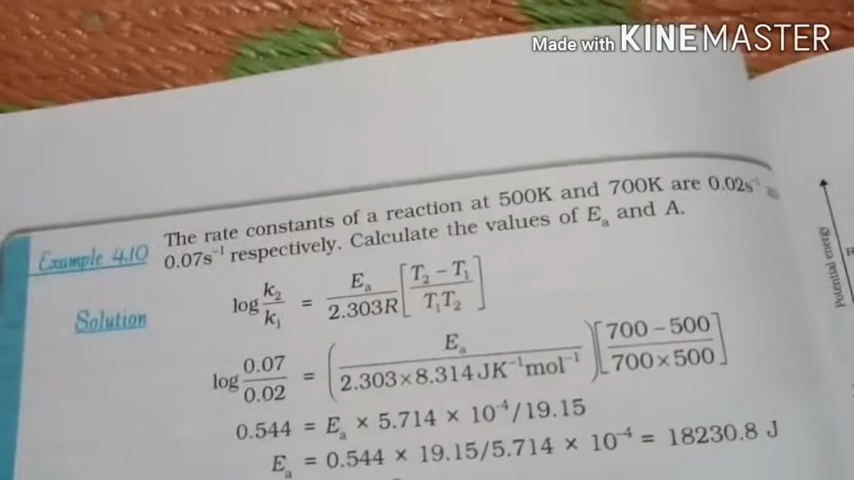 Made with KINEMASTER
The rate constants of a reaction at 500K and 700K are 0.02s⁻¹
Example 4.10 0.07s⁻¹ respectively. Calculate the values of Eₐ and A.
Solution log k₂/k₁ = Eₐ/2.303R [T₂ − T₁/T₁T₂]
log 0.07/0.02 = (Eₐ/2.303×8.314 JK⁻¹mol⁻¹) [700 − 500/700×500]
0.544 = Eₐ × 5.714 × 10⁻⁴/19.15
Eₐ = 0.544 × 19.15/5.714 × 10⁻⁴ = 18230.8 J
Potential energy